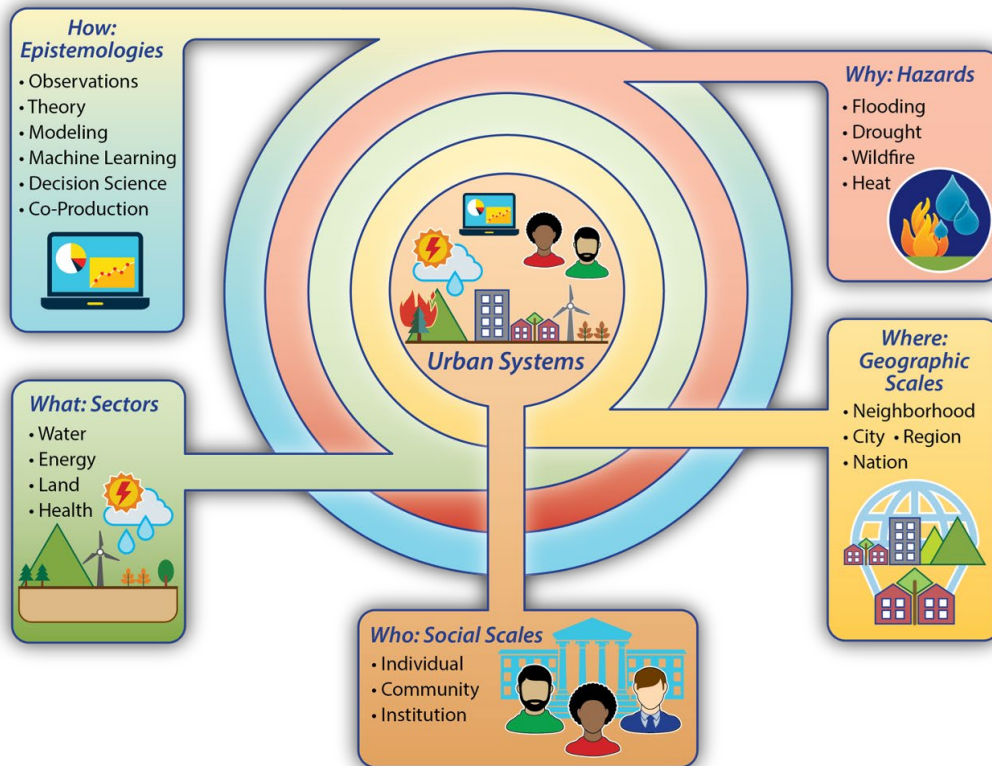 How:
Epistemologies
• Observations
• Theory
• Modeling
• Machine Learning
• Decision Science
• Co-Production
Why: Hazards
• Flooding
• Drought
• Wildfire
• Heat
Urban Systems
What: Sectors
• Water
• Energy
• Land
• Health
Where:
Geographic
Scales
• Neighborhood
• City • Region
• Nation
Who: Social Scales
• Individual
• Community
• Institution